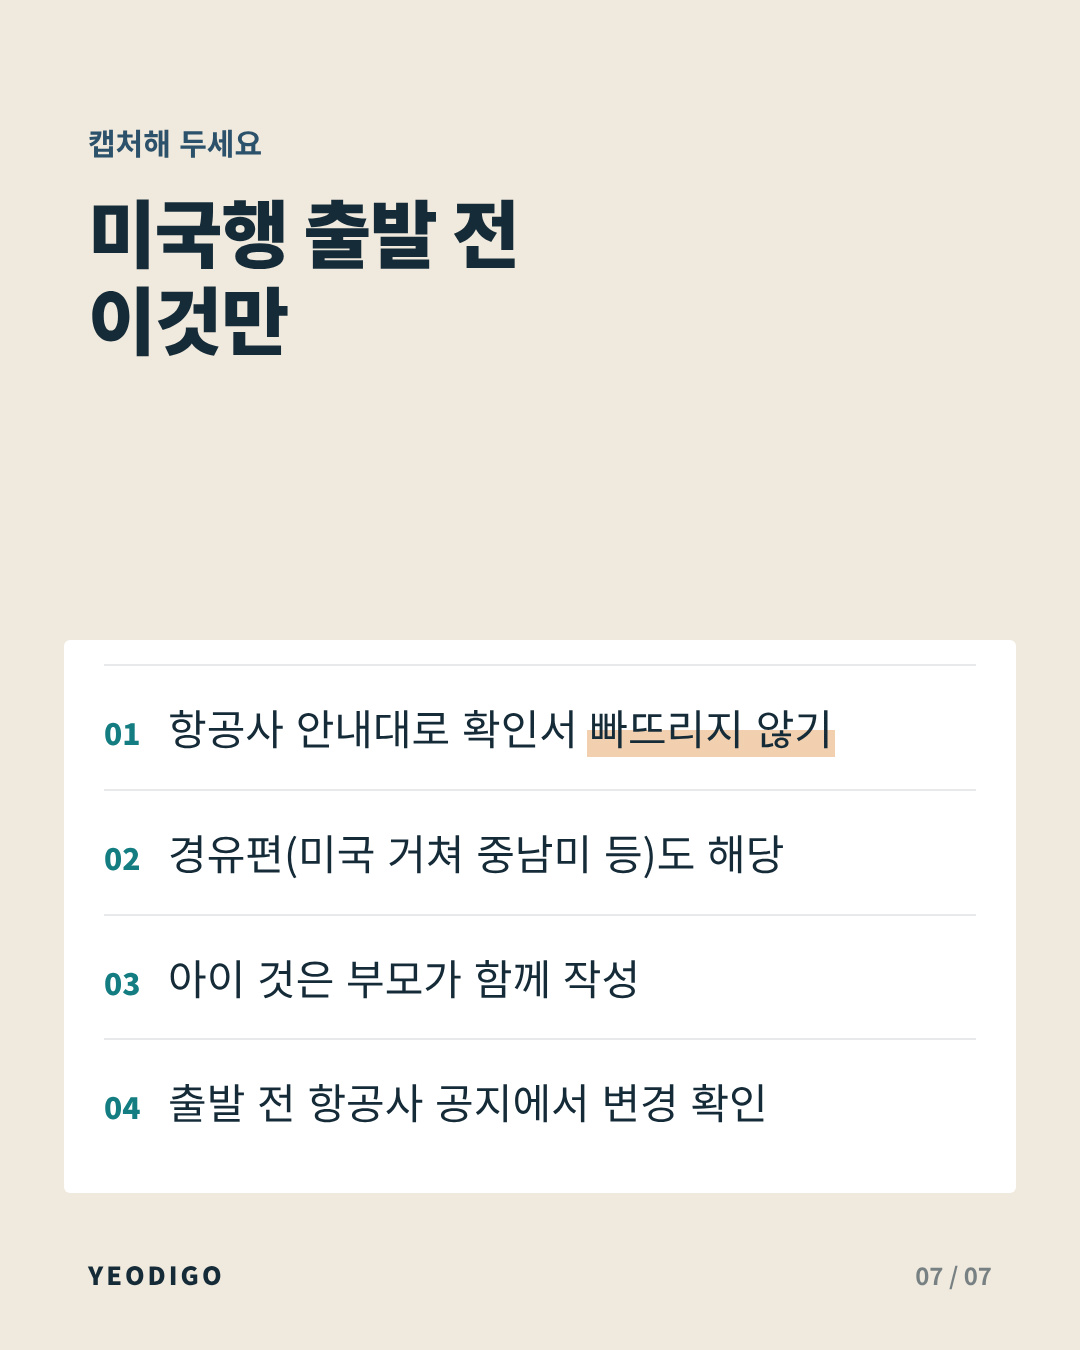 캡처해 두세요
미국행 출발 전
이것만
01 항공사 안내대로 확인서 빠뜨리지 않기
02 경유편(미국 거쳐 중남미 등)도 해당
03 아이 것은 부모가 함께 작성
04 출발 전 항공사 공지에서 변경 확인
YEODIGO
07 / 07